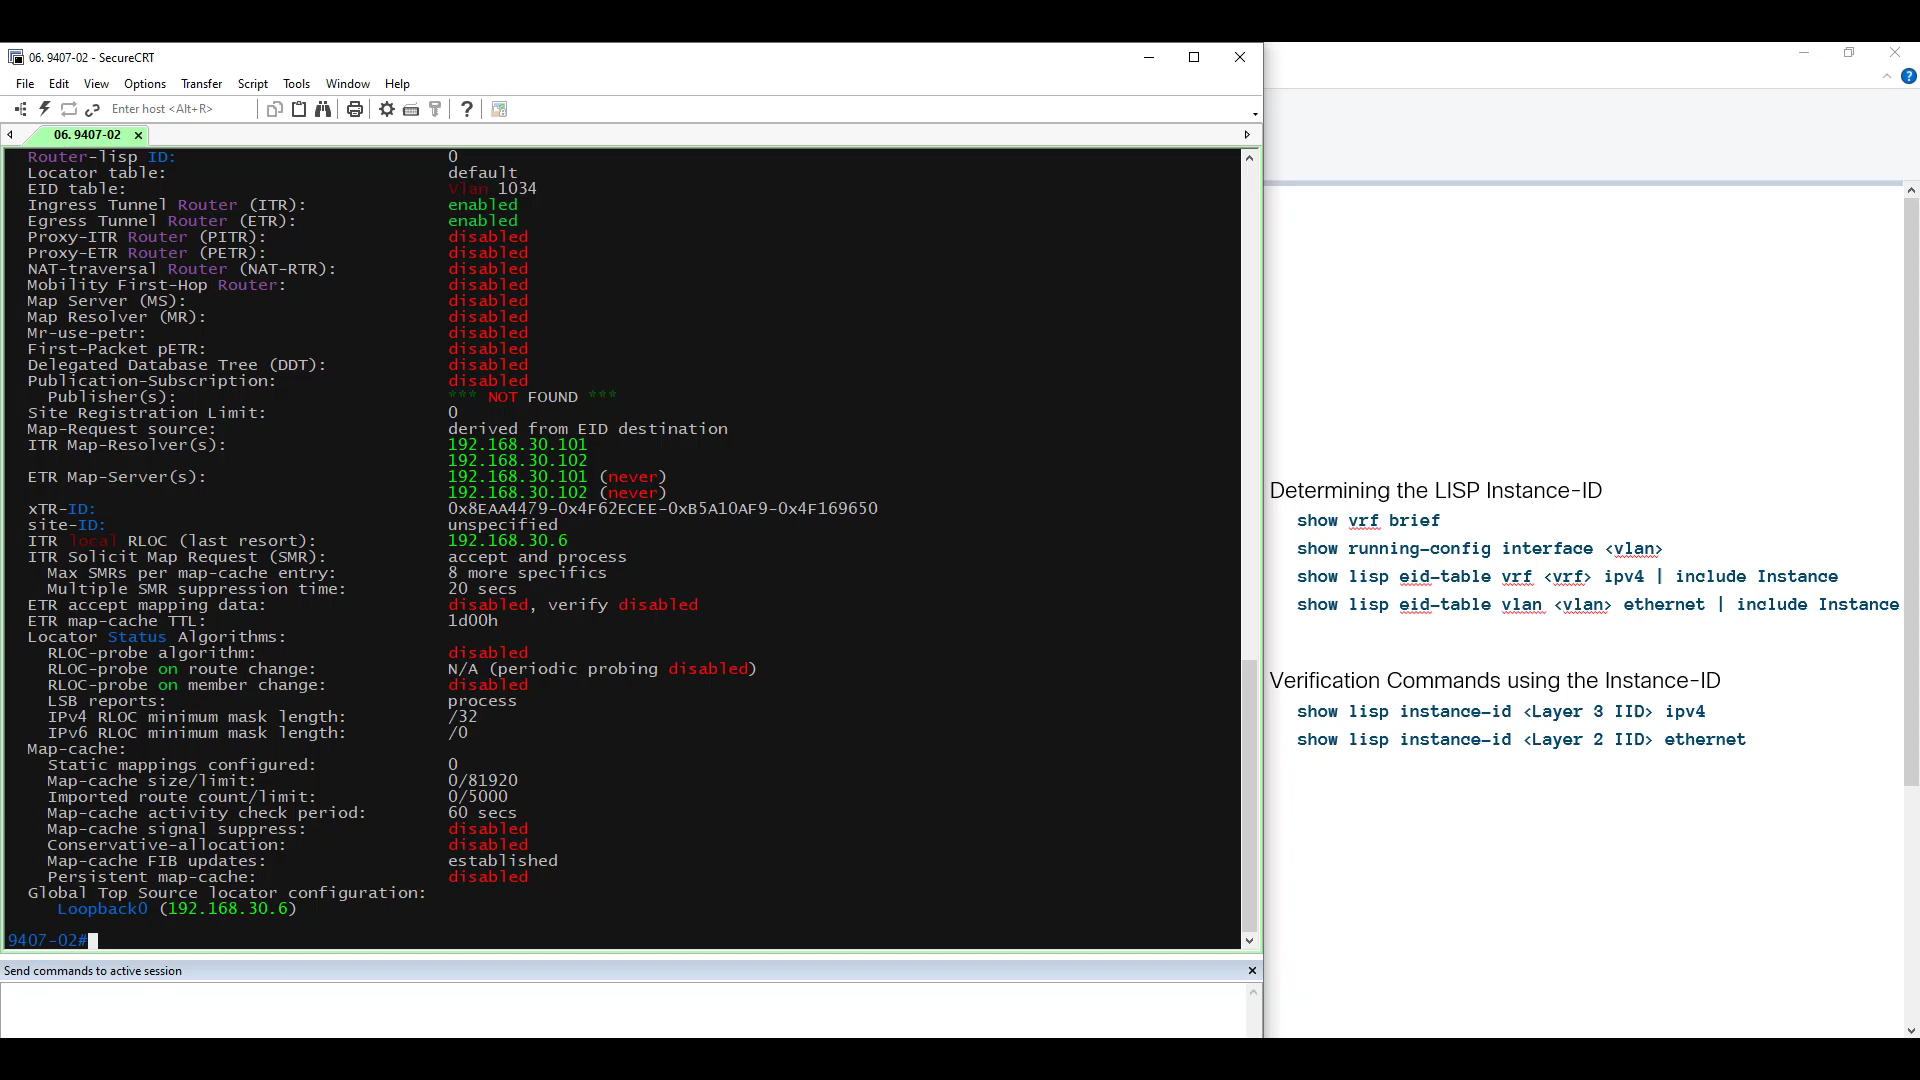 06. 9407-02 - SecureCRT
File Edit View Options Transfer Script Tools Window Help
Enter host <Alt+R>
06. 9407-02
Router-lisp ID: 0
Locator table: default
EID table: Vlan 1034
Ingress Tunnel Router (ITR): enabled
Egress Tunnel Router (ETR): enabled
Proxy-ITR Router (PITR): disabled
Proxy-ETR Router (PETR): disabled
NAT-traversal Router (NAT-RTR): disabled
Mobility First-Hop Router: disabled
Map Server (MS): disabled
Map Resolver (MR): disabled
Mr-use-petr: disabled
First-Packet pETR: disabled
Delegated Database Tree (DDT): disabled
Publication-Subscription: disabled
Publisher(s): *** NOT FOUND ***
Site Registration Limit: 0
Map-Request source: derived from EID destination
ITR Map-Resolver(s): 192.168.30.101
192.168.30.102
ETR Map-Server(s): 192.168.30.101 (never)
192.168.30.102 (never)
xTR-ID: 0x8EAA4479-0x4F62ECEE-0xB5A10AF9-0x4F169650
site-ID: unspecified
ITR local RLOC (last resort): 192.168.30.6
ITR Solicit Map Request (SMR): accept and process
Max SMRs per map-cache entry: 8 more specifics
Multiple SMR suppression time: 20 secs
ETR accept mapping data: disabled, verify disabled
ETR map-cache TTL: 1d00h
Locator Status Algorithms:
RLOC-probe algorithm: disabled
RLOC-probe on route change: N/A (periodic probing disabled)
RLOC-probe on member change: disabled
LSB reports: process
IPv4 RLOC minimum mask length: /32
IPv6 RLOC minimum mask length: /0
Map-cache:
Static mappings configured: 0
Map-cache size/limit: 0/81920
Imported route count/limit: 0/5000
Map-cache activity check period: 60 secs
Map-cache signal suppress: disabled
Conservative-allocation: disabled
Map-cache FIB updates: established
Persistent map-cache: disabled
Global Top Source locator configuration:
Loopback0 (192.168.30.6)
9407-02#
Send commands to active session
Determining the LISP Instance-ID
show vrf brief
show running-config interface <vlan>
show lisp eid-table vrf <vrf> ipv4 | include Instance
show lisp eid-table vlan <vlan> ethernet | include Instance
Verification Commands using the Instance-ID
show lisp instance-id <Layer 3 IID> ipv4
show lisp instance-id <Layer 2 IID> ethernet